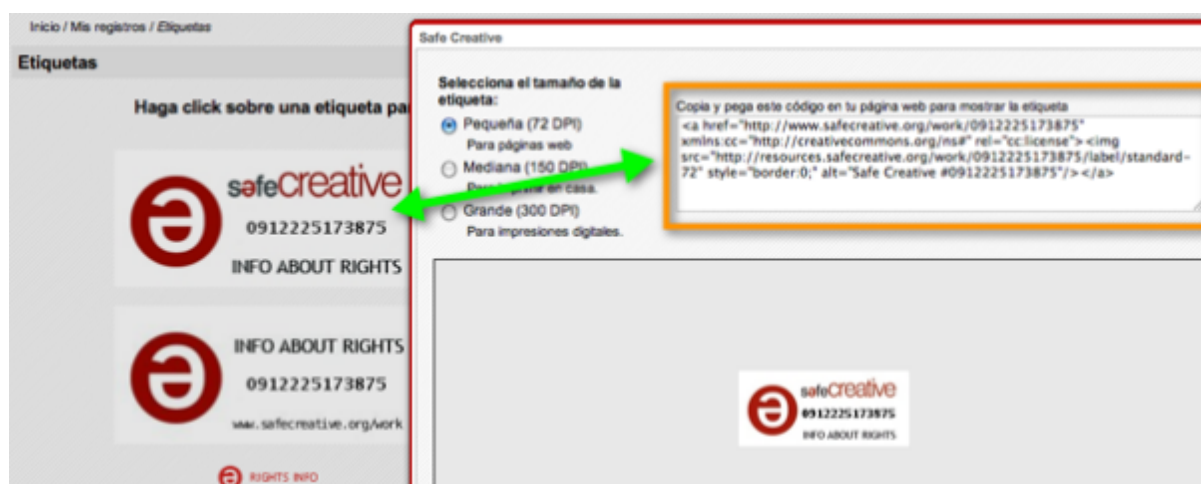 Inicio / Mis registros / Etiquetas
Etiquetas
Haga click sobre una etiqueta pa
safecreative
0912225173875
INFO ABOUT RIGHTS
INFO ABOUT RIGHTS
0912225173875
www.safecreative.org/work
RIGHTS INFO
Safe Creative
Selecciona el tamaño de la
etiqueta:
Pequeña (72 DPI)
Para páginas web
Mediana (150 DPI)
Para imprimir en casa.
Grande (300 DPI)
Para impresiones digitales.
Copia y pega este código en tu página web para mostrar la etiqueta
<a href="http://www.safecreative.org/work/0912225173875"
xmlns:cc="http://creativecommons.org/ns#" rel="cc:license"><img
src="http://resources.safecreative.org/work/0912225173875/label/standard-
72" style="border:0;" alt="Safe Creative #0912225173875"/></a>
safecreative
0912225173875
INFO ABOUT RIGHTS